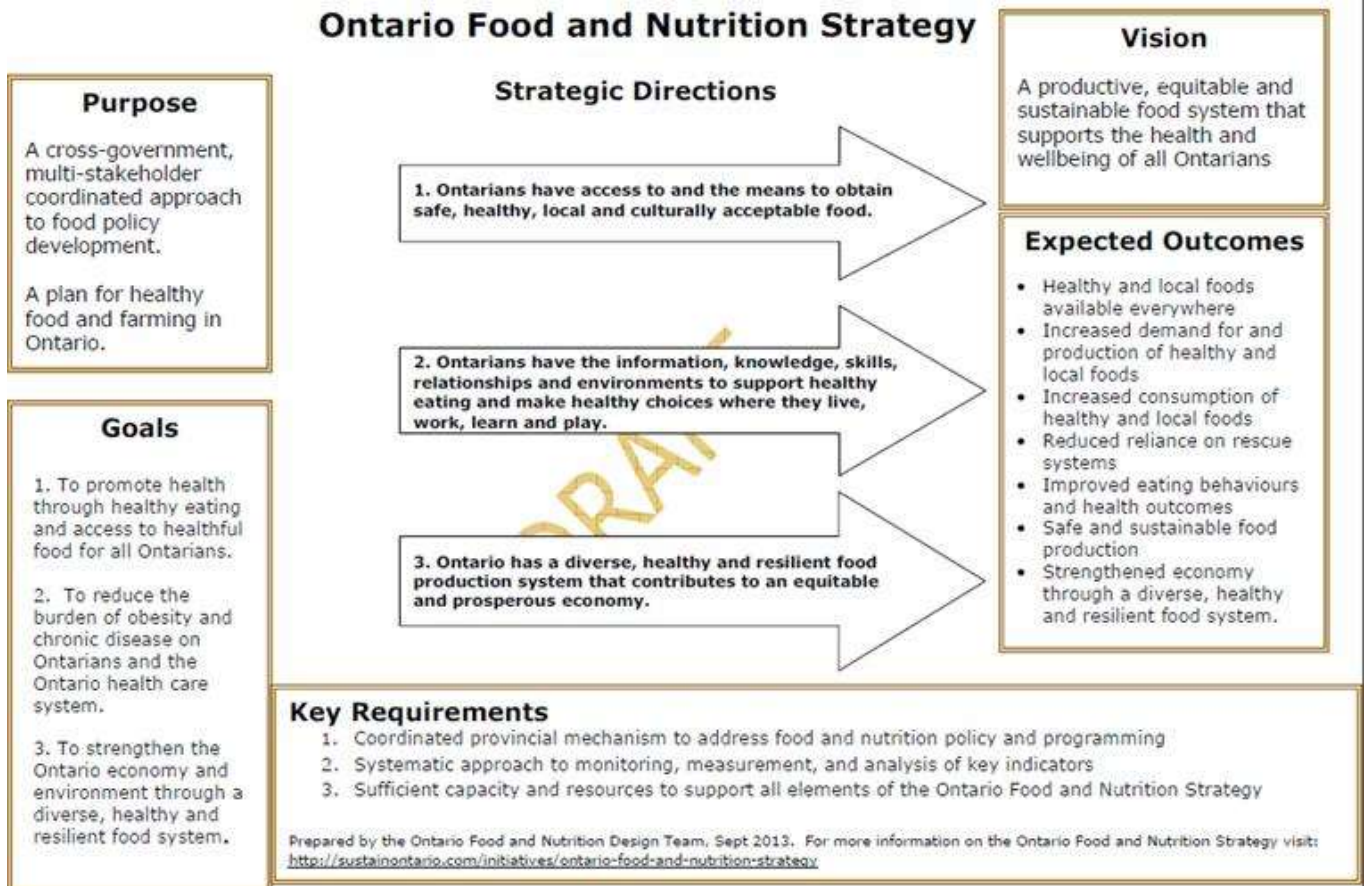 Ontario Food and Nutrition Strategy
Purpose
A cross-government,
multi-stakeholder
coordinated approach
to food policy
development.
A plan for healthy
food and farming in
Ontario.
Goals
1. To promote health
through healthy eating
and access to healthful
food for all Ontarians.
2. To reduce the
burden of obesity and
chronic disease on
Ontarians and the
Ontario health care
system.
3. To strengthen the
Ontario economy and
environment through a
diverse, healthy and
resilient food system.
Strategic Directions
1. Ontarians have access to and the means to obtain
safe, healthy, local and culturally acceptable food.
2. Ontarians have the information, knowledge, skills,
relationships and environments to support healthy
eating and make healthy choices where they live,
work, learn and play.
3. Ontario has a diverse, healthy and resilient food
production system that contributes to an equitable
and prosperous economy.
DRAFT
Vision
A productive, equitable and
sustainable food system that
supports the health and
wellbeing of all Ontarians
Expected Outcomes
• Healthy and local foods
available everywhere
• Increased demand for and
production of healthy and
local foods
• Increased consumption of
healthy and local foods
• Reduced reliance on rescue
systems
• Improved eating behaviours
and health outcomes
• Safe and sustainable food
production
• Strengthened economy
through a diverse, healthy
and resilient food system.
Key Requirements
1. Coordinated provincial mechanism to address food and nutrition policy and programming
2. Systematic approach to monitoring, measurement, and analysis of key indicators
3. Sufficient capacity and resources to support all elements of the Ontario Food and Nutrition Strategy
Prepared by the Ontario Food and Nutrition Design Team, Sept 2013. For more information on the Ontario Food and Nutrition Strategy visit:
http://sustainontario.com/initiatives/ontario-food-and-nutrition-strategy